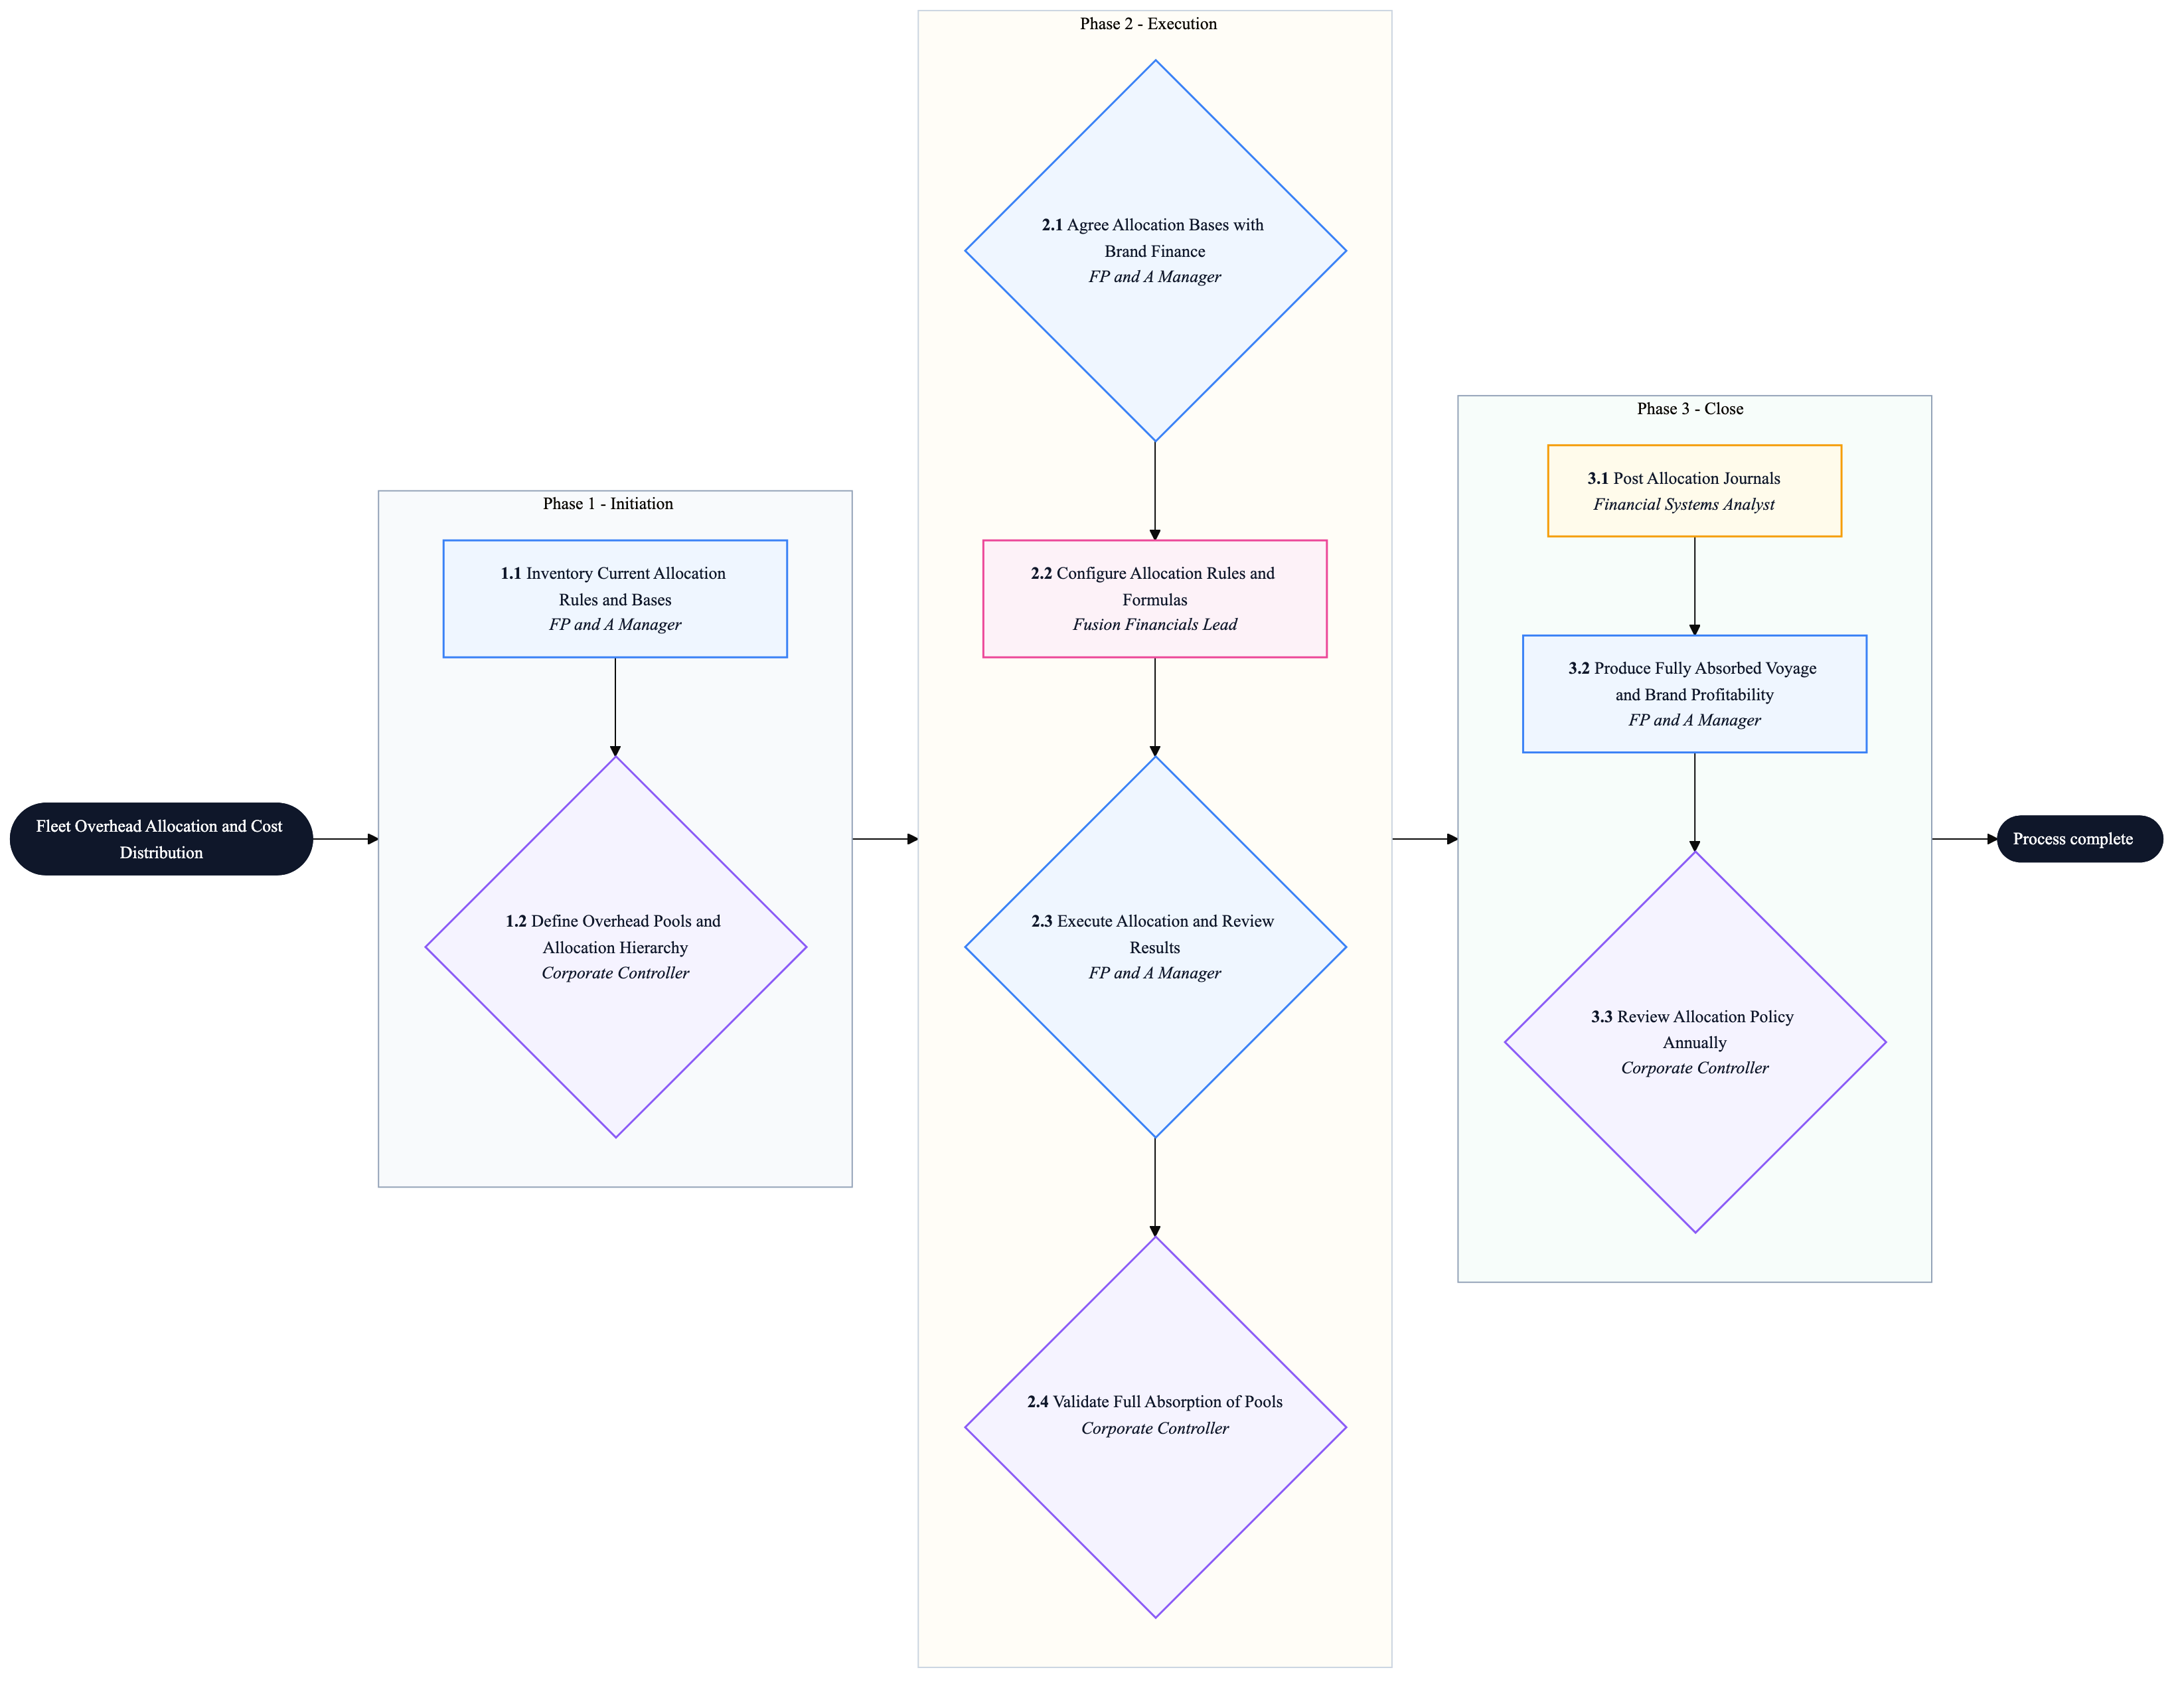 Fleet Overhead Allocation and Cost
Distribution
Phase 1 - Initiation
1.1 Inventory Current Allocation
Rules and Bases
FP and A Manager
1.2 Define Overhead Pools and
Allocation Hierarchy
Corporate Controller
Phase 2 - Execution
2.1 Agree Allocation Bases with
Brand Finance
FP and A Manager
2.2 Configure Allocation Rules and
Formulas
Fusion Financials Lead
2.3 Execute Allocation and Review
Results
FP and A Manager
2.4 Validate Full Absorption of Pools
Corporate Controller
Phase 3 - Close
3.1 Post Allocation Journals
Financial Systems Analyst
3.2 Produce Fully Absorbed Voyage
and Brand Profitability
FP and A Manager
3.3 Review Allocation Policy
Annually
Corporate Controller
Process complete